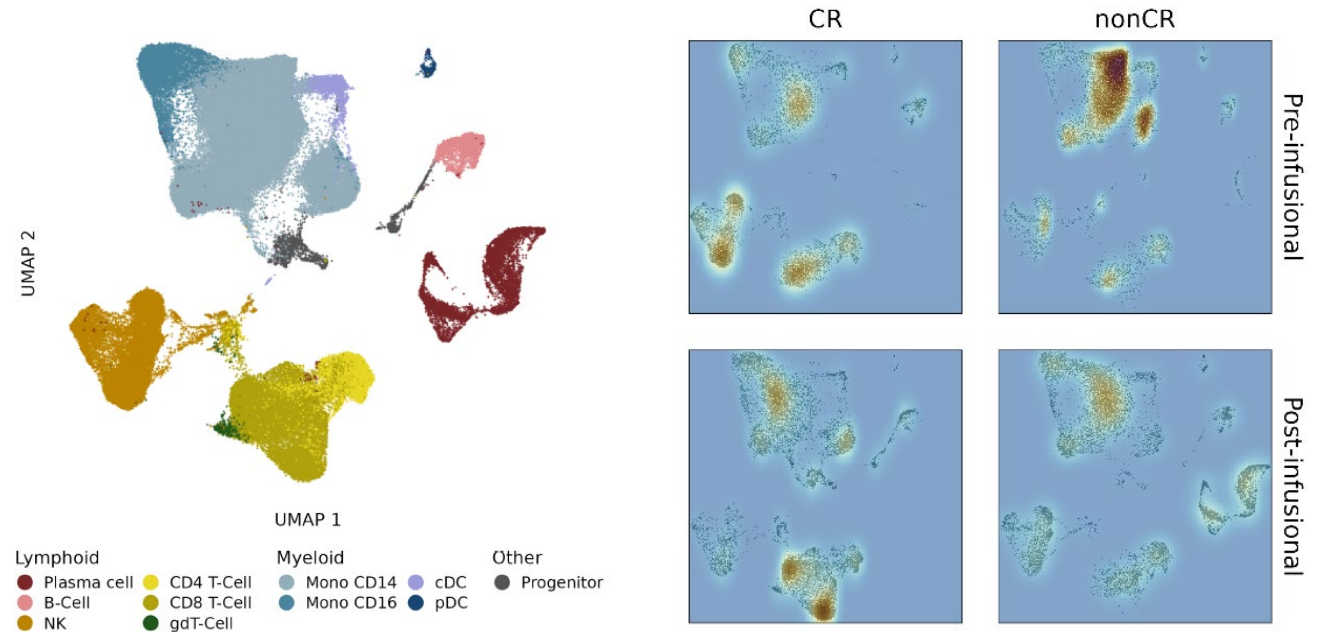 CR
nonCR
Pre-infusional
UMAP 2
Post-infusional
UMAP 1
Lymphoid
Plasma cell
B-Cell
NK
CD4 T-Cell
CD8 T-Cell
gdT-Cell
Myeloid
Mono CD14
Mono CD16
cDC
pDC
Other
Progenitor